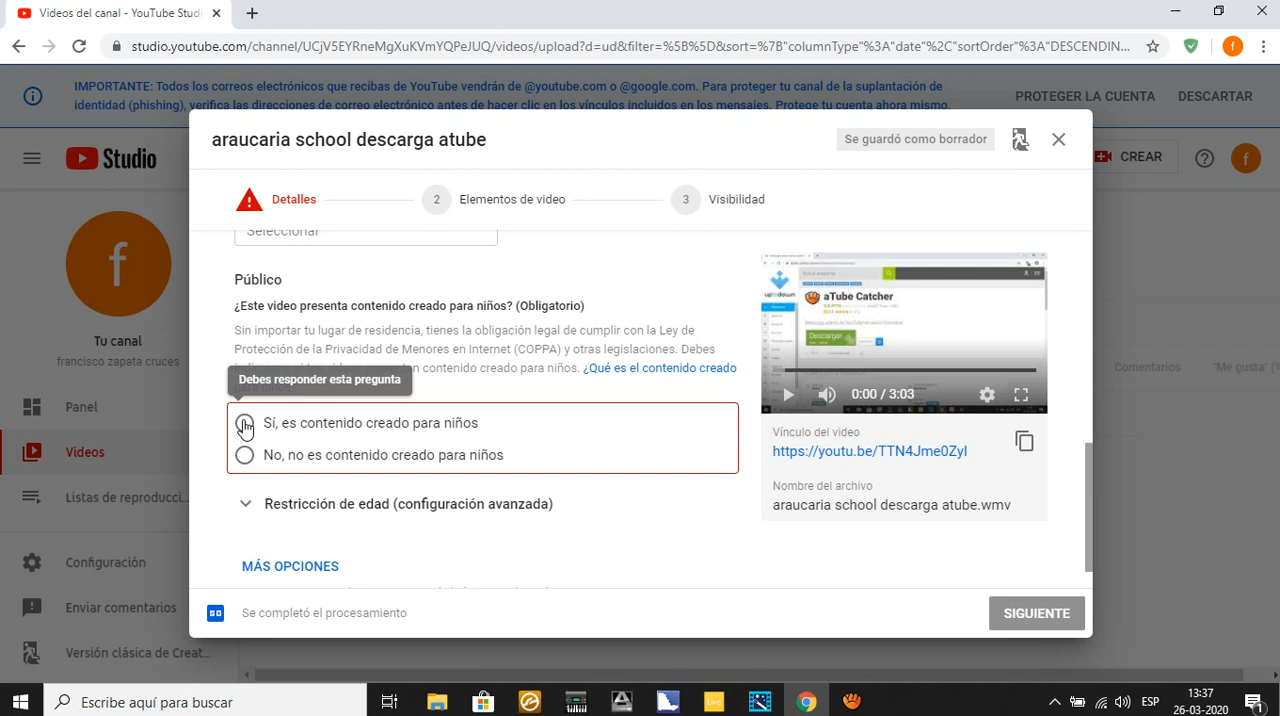 Videos del canal - YouTube Studi
studio.youtube.com/channel/UCjV5EYRneMgXuKVmYQPeJUQ/videos/upload?d=ud&filter=%5B%5D&sort=%7B"columnType"%3A"date"%2C"sortOrder"%3A"DESCENDIN...
IMPORTANTE: Todos los correos electrónicos que recibas de YouTube vendrán de @youtube.com o @google.com. Para proteger tu canal de la suplantación de
identidad (phishing), verifica las direcciones de correo electrónico antes de hacer clic en los vínculos incluidos en los mensajes. Protege tu cuenta ahora mismo.
PROTEGER LA CUENTA
DESCARTAR
Studio
CREAR
f
f
Tu canal
francisco zapata cruces
Panel
Videos
Listas de reproducci...
Configuración
Enviar comentarios
Versión clásica de Creat...
Comentarios
"Me gusta" (%
araucaria school descarga atube
Se guardó como borrador
Detalles
2
Elementos de video
3
Visibilidad
Seleccionar
Público
¿Este video presenta contenido creado para niños? (Obligatorio)
Sin importar tu lugar de residencia, tienes la obligación legal de cumplir con la Ley de
Protección de la Privacidad de Menores en Internet (COPPA) y otras legislaciones. Debes
contenido creado para niños. ¿Qué es el contenido creado
Debes responder esta pregunta
Sí, es contenido creado para niños
No, no es contenido creado para niños
Restricción de edad (configuración avanzada)
MÁS OPCIONES
aTube Catcher
Descargar
0:00 / 3:03
Vínculo del video
https://youtu.be/TTN4Jme0ZyI
Nombre del archivo
araucaria school descarga atube.wmv
SD
Se completó el procesamiento
SIGUIENTE
Escribe aquí para buscar
ESP
13:37
26-03-2020
1